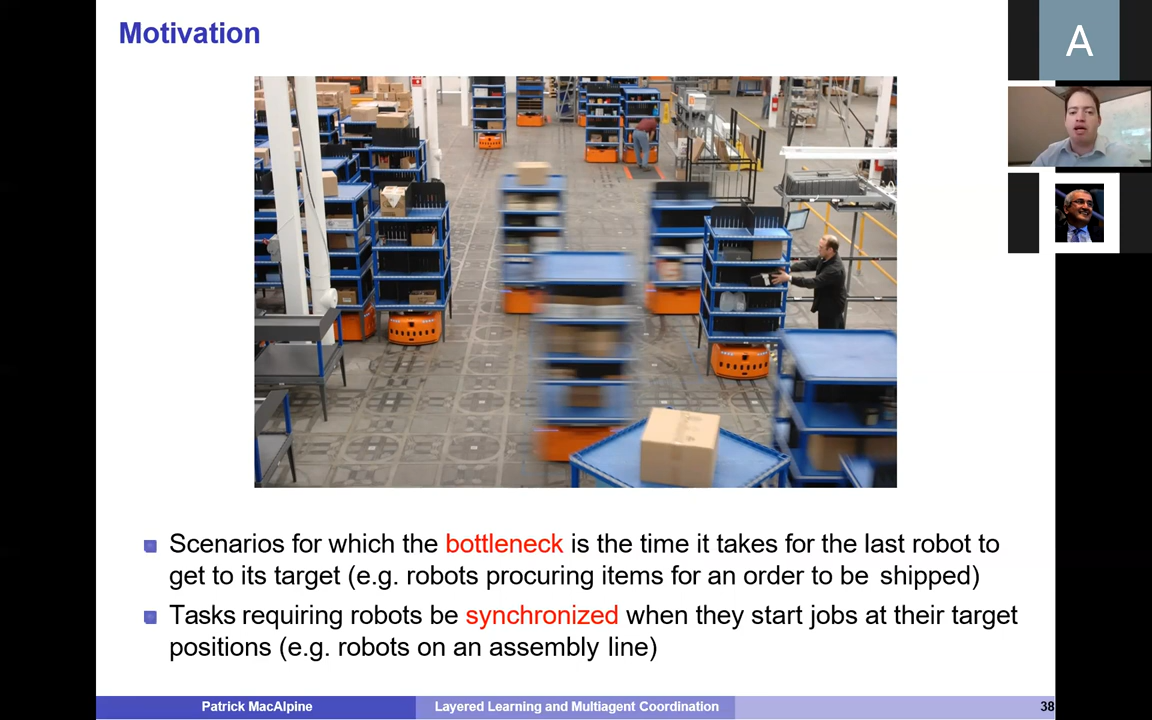 Motivation
A
Scenarios for which the bottleneck is the time it takes for the last robot to
get to its target (e.g. robots procuring items for an order to be shipped)
Tasks requiring robots be synchronized when they start jobs at their target
positions (e.g. robots on an assembly line)
Patrick MacAlpine Layered Learning and Multiagent Coordination 38